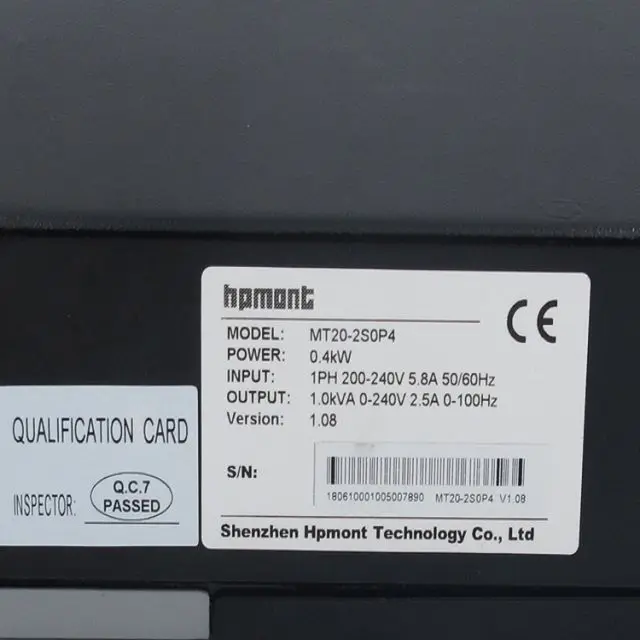 hpmont
CE
MODEL: MT20-2S0P4
POWER: 0.4kW
INPUT: 1PH 200-240V 5.8A 50/60Hz
OUTPUT: 1.0kVA 0-240V 2.5A 0-100Hz
Version: 1.08
S/N:
180610001005007890 MT20-2S0P4 V1.08
Shenzhen Hpmont Technology Co., Ltd
QUALIFICATION CARD
INSPECTOR: Q.C.7
PASSED